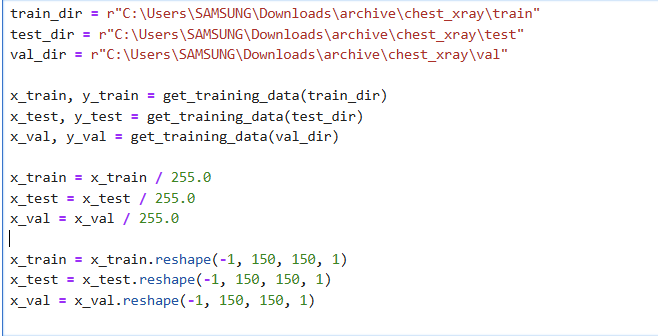 train_dir = r"C:\Users\SAMSUNG\Downloads\archive\chest_xray\train"
test_dir = r"C:\Users\SAMSUNG\Downloads\archive\chest_xray\test"
val_dir = r"C:\Users\SAMSUNG\Downloads\archive\chest_xray\val"
x_train, y_train = get_training_data(train_dir)
x_test, y_test = get_training_data(test_dir)
x_val, y_val = get_training_data(val_dir)
x_train = x_train / 255.0
x_test = x_test / 255.0
x_val = x_val / 255.0
x_train = x_train.reshape(-1, 150, 150, 1)
x_test = x_test.reshape(-1, 150, 150, 1)
x_val = x_val.reshape(-1, 150, 150, 1)